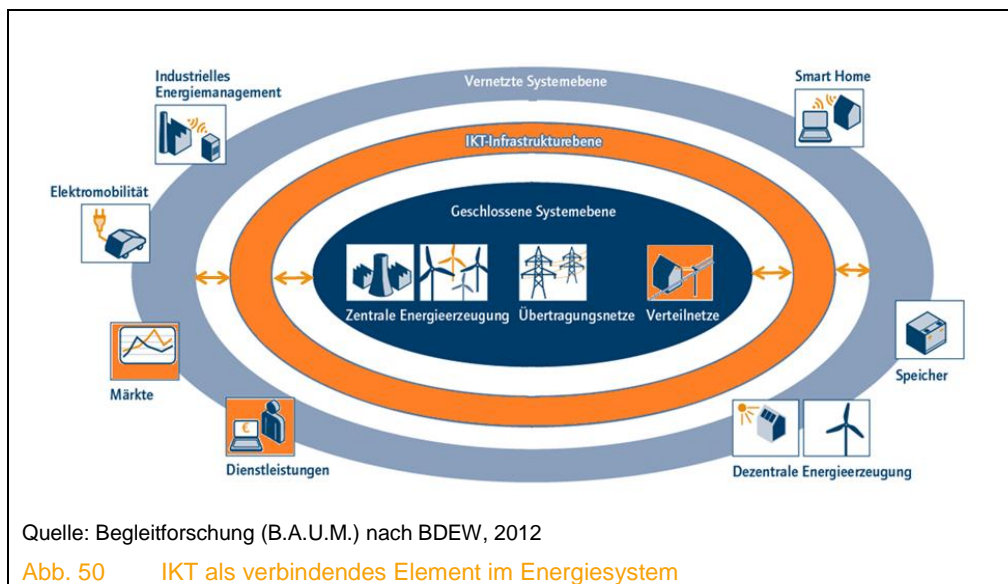 Vernetzte Systemebene
Industrielles
Energiemanagement
Smart Home
IKT-Infrastrukturebene
Elektromobilität
Geschlossene Systemebene
Zentrale Energieerzeugung
Übertragungsnetze
Verteilnetze
Märkte
Speicher
€
Dienstleistungen
Dezentrale Energieerzeugung
Quelle: Begleitforschung (B.A.U.M.) nach BDEW, 2012
Abb. 50 IKT als verbindendes Element im Energiesystem